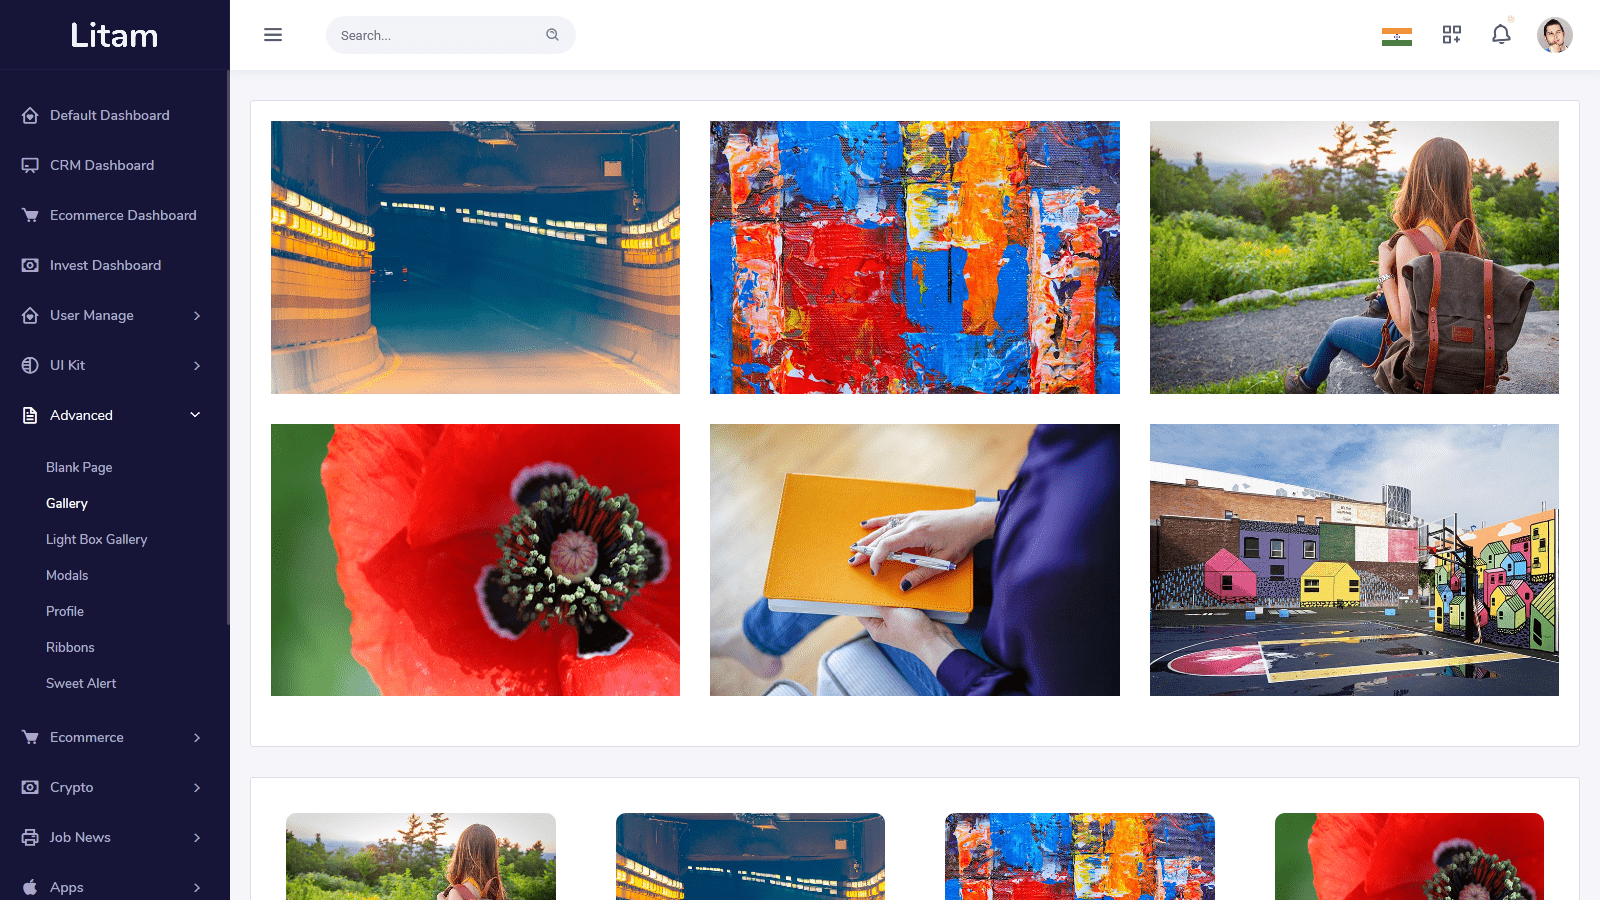 Litam
Search...
Default Dashboard
CRM Dashboard
Ecommerce Dashboard
Invest Dashboard
User Manage
UI Kit
Advanced
Blank Page
Gallery
Light Box Gallery
Modals
Profile
Ribbons
Sweet Alert
Ecommerce
Crypto
Job News
Apps